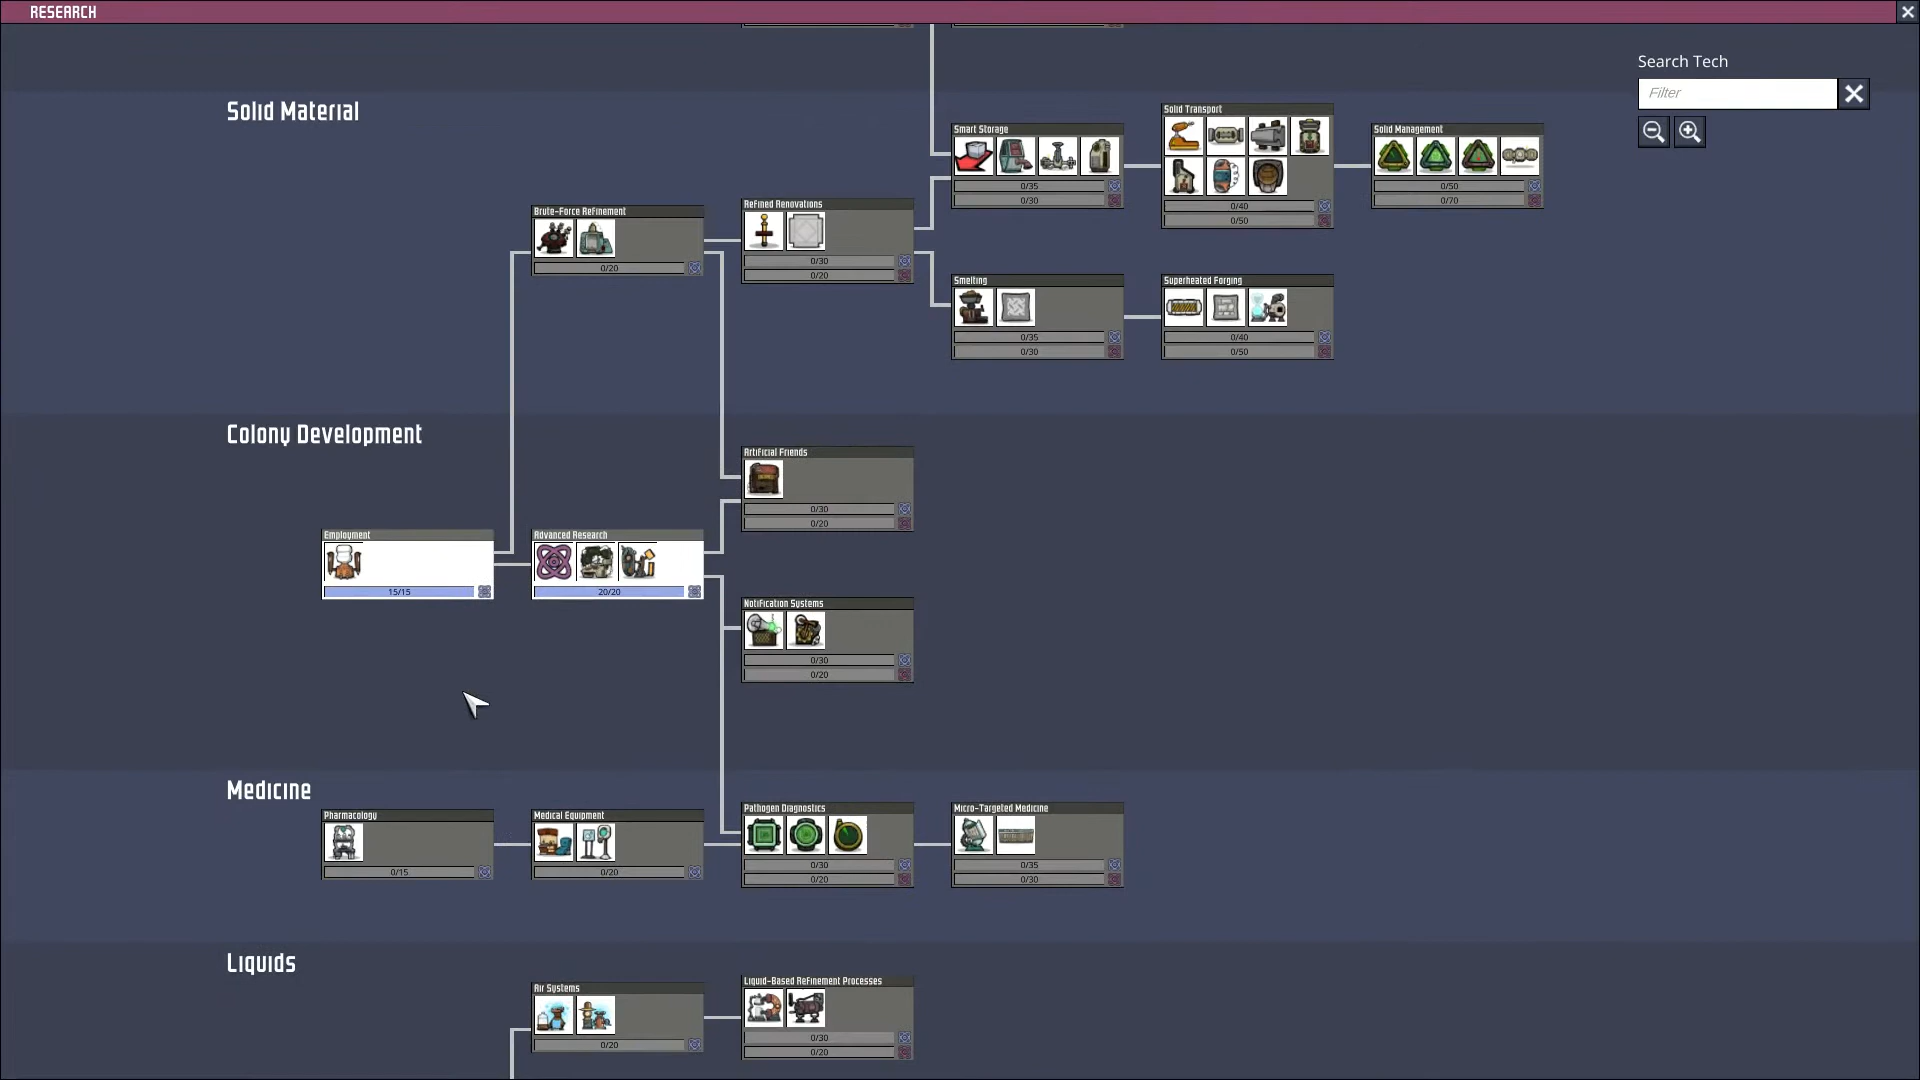 RESEARCH
Search Tech
Filter
Solid Material
Smart Storage
0/35
0/30
Solid Transport
0/40
0/50
Solid Management
0/50
0/70
Brute-Force Refinement
0/20
Refined Renovations
0/30
0/20
Smelting
0/35
0/30
Superheated Forging
0/40
0/50
Colony Development
Artificial Friends
0/30
0/20
Employment
15/15
Advanced Research
20/20
Notification Systems
0/30
0/20
Medicine
Pharmacology
0/15
Medical Equipment
0/20
Pathogen Diagnostics
0/30
0/20
Micro-Targeted Medicine
0/35
0/30
Liquids
Air Systems
0/20
Liquid-Based Refinement Processes
0/30
0/20